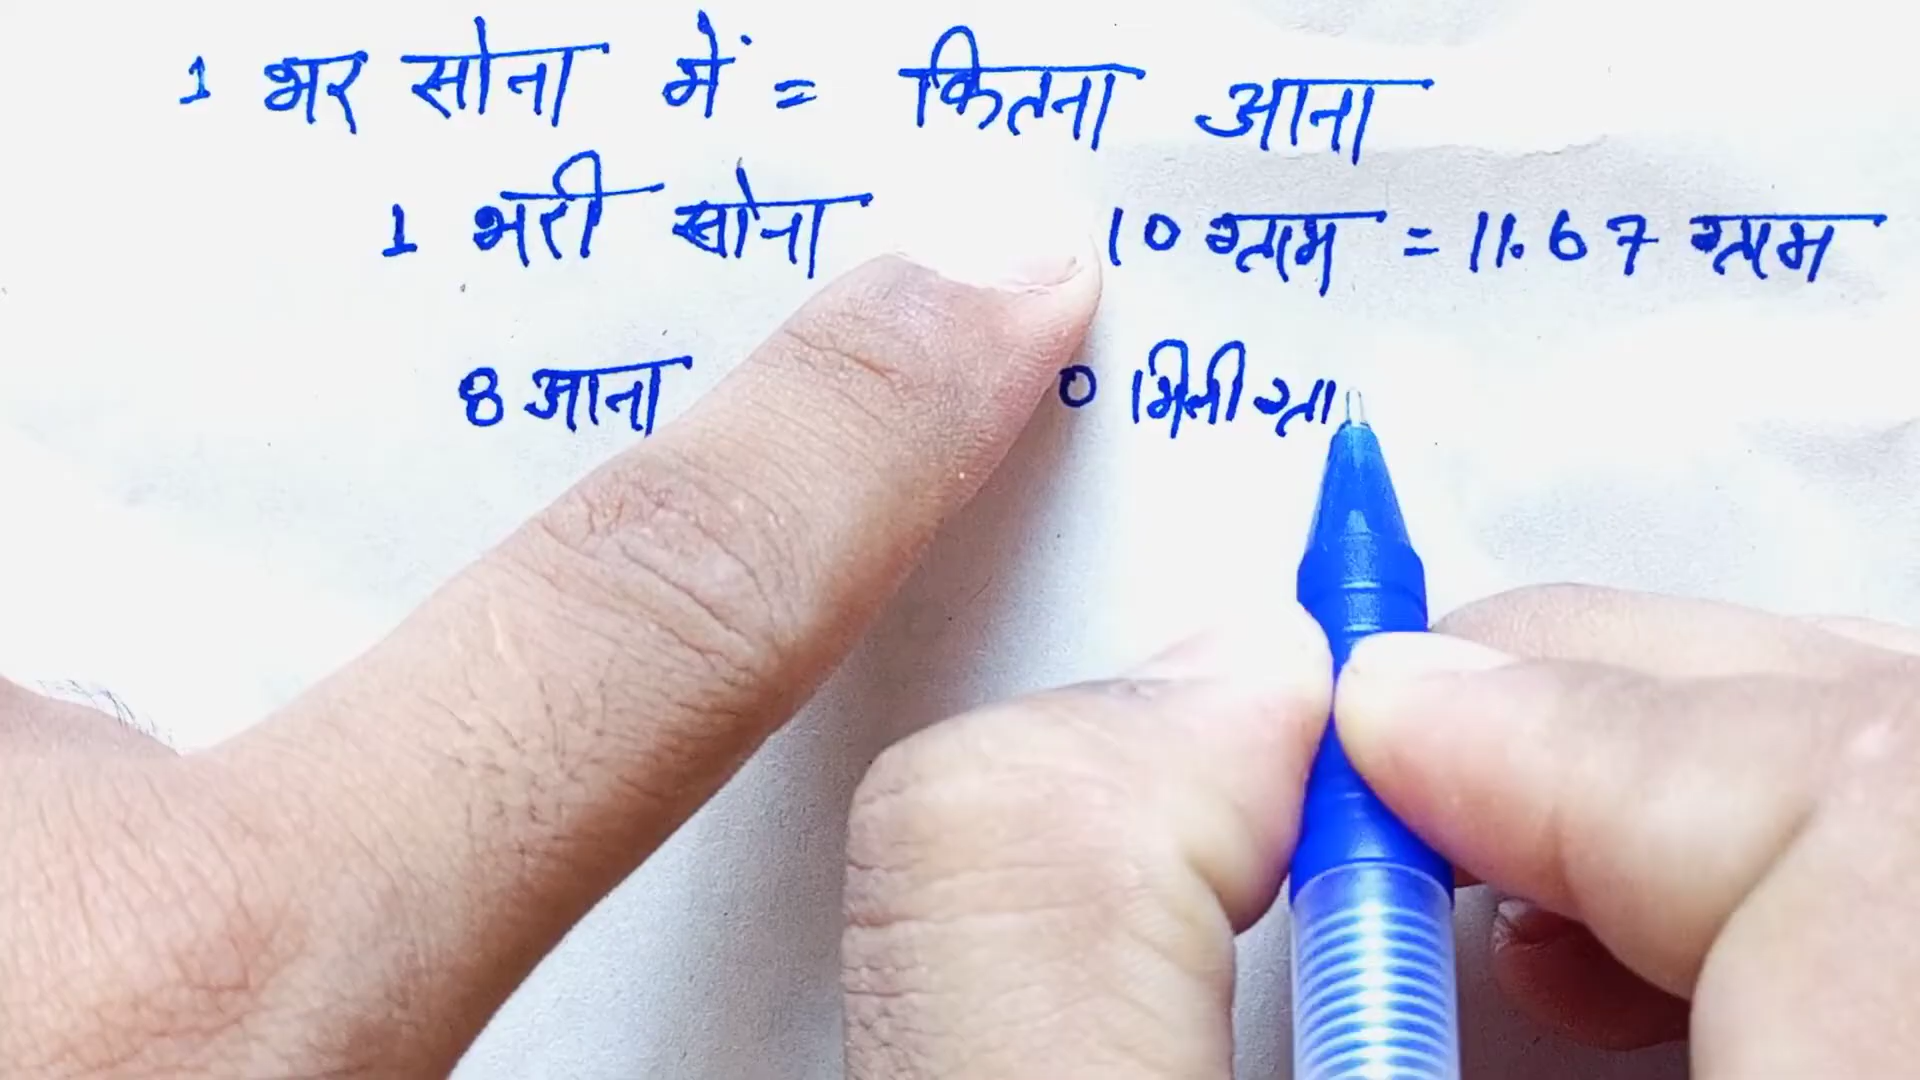 1 भर सोना में = कितना आना
1 भरी सोना 10 ग्राम = 11.67 ग्राम
8 आना 0 मिली ग्रा